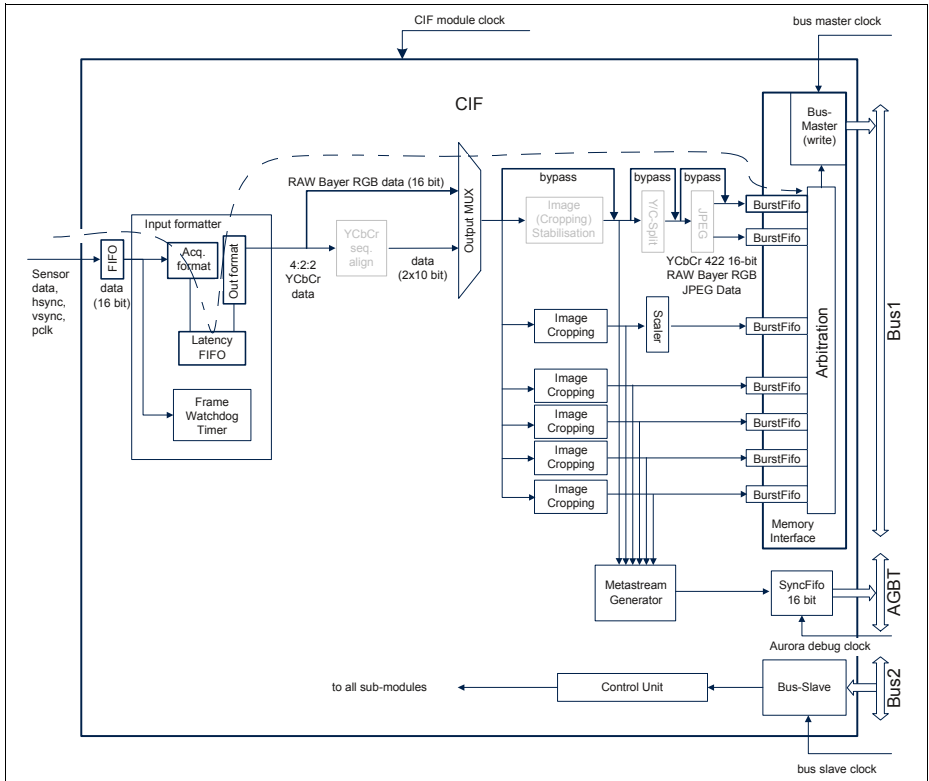 CIF module clock
bus master clock
CIF
Bus-
Master
(write)
RAW Bayer RGB data (16 bit)
Output MUX
bypass
bypass
bypass
Image
(Cropping)
Stabilisation
Y/C-Split
JPEG
BurstFifo
BurstFifo
Input formatter
FIFO
Acq.
format
Out format
YCbCr
seq.
align
Sensor
data,
hsync,
vsync,
pclk
data
(16 bit)
4:2:2
YCbCr
data
data
(2x10 bit)
YCbCr 422 16-bit
RAW Bayer RGB
JPEG Data
Latency
FIFO
Frame
Watchdog
Timer
Image
Cropping
Scaler
BurstFifo
Image
Cropping
BurstFifo
Image
Cropping
BurstFifo
Image
Cropping
BurstFifo
Image
Cropping
BurstFifo
Arbitration
Memory
Interface
Bus1
Metastream
Generator
SyncFifo
16 bit
AGBT
Aurora debug clock
to all sub-modules
Control Unit
Bus-Slave
Bus2
bus slave clock